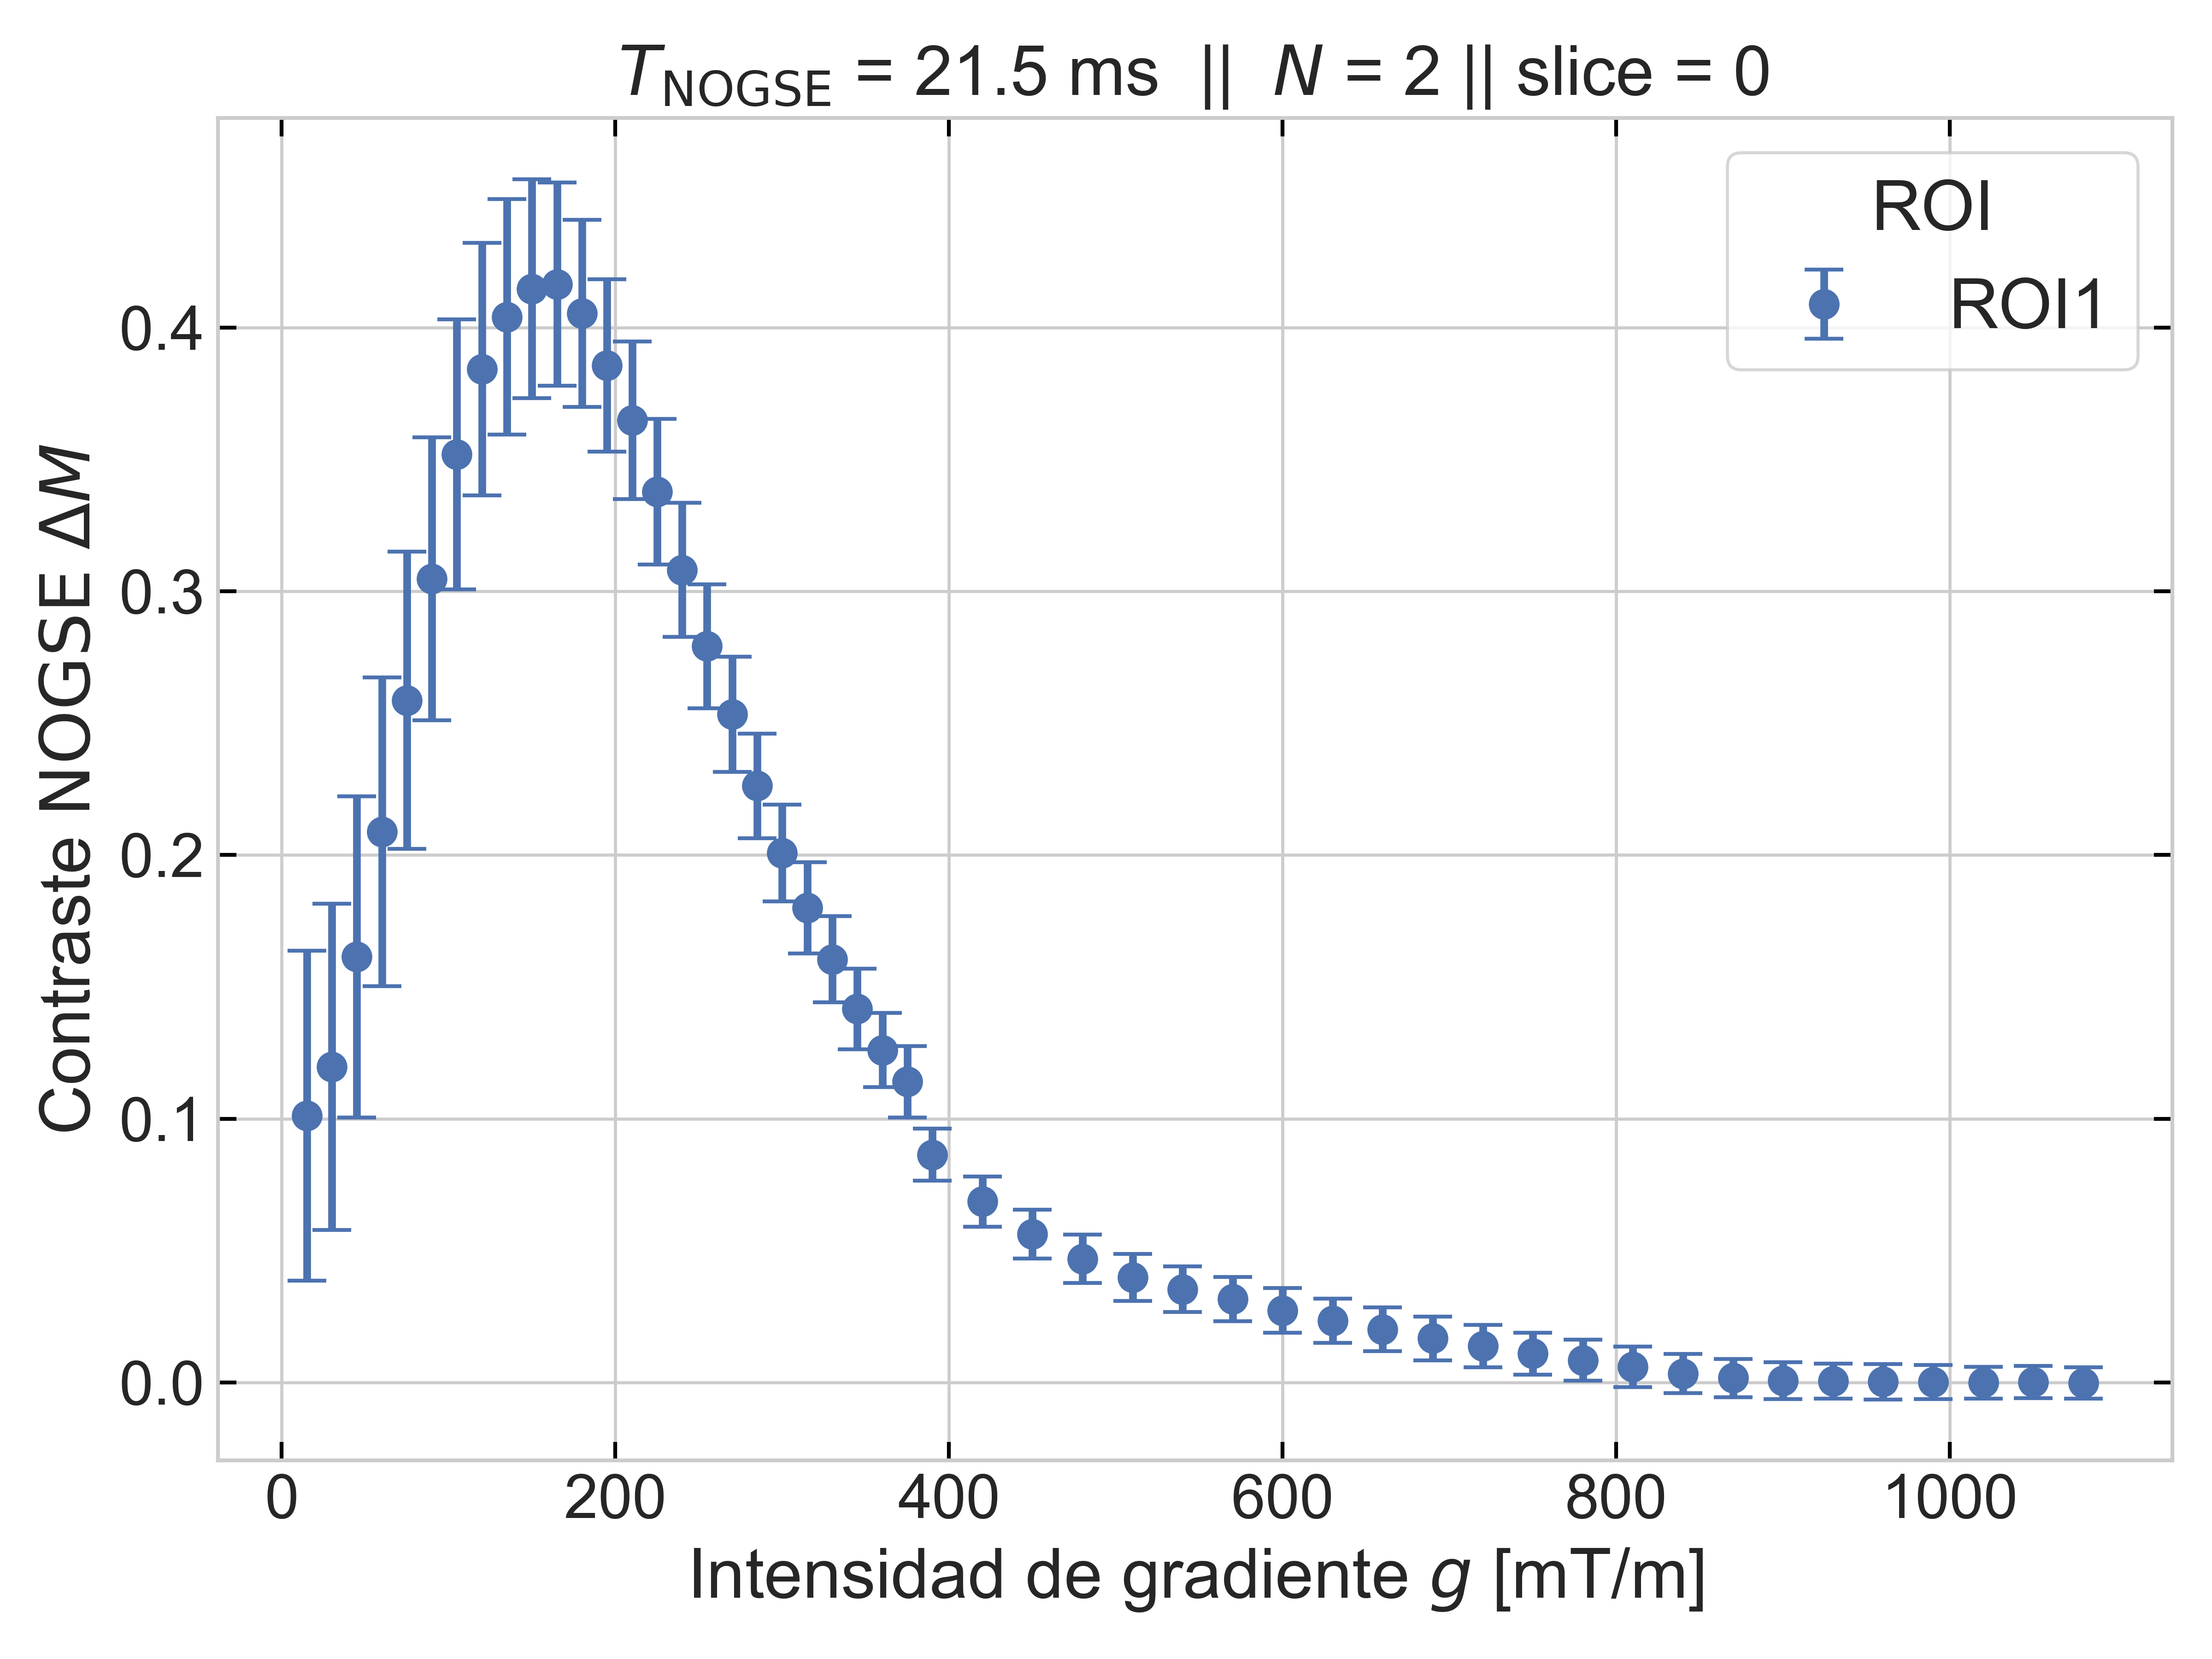 T_NOGSE = 21.5 ms || N = 2 || slice = 0
ROI
ROI1
Contraste NOGSE ΔM
0.4
0.3
0.2
0.1
0.0
0 200 400 600 800 1000
Intensidad de gradiente g [mT/m]